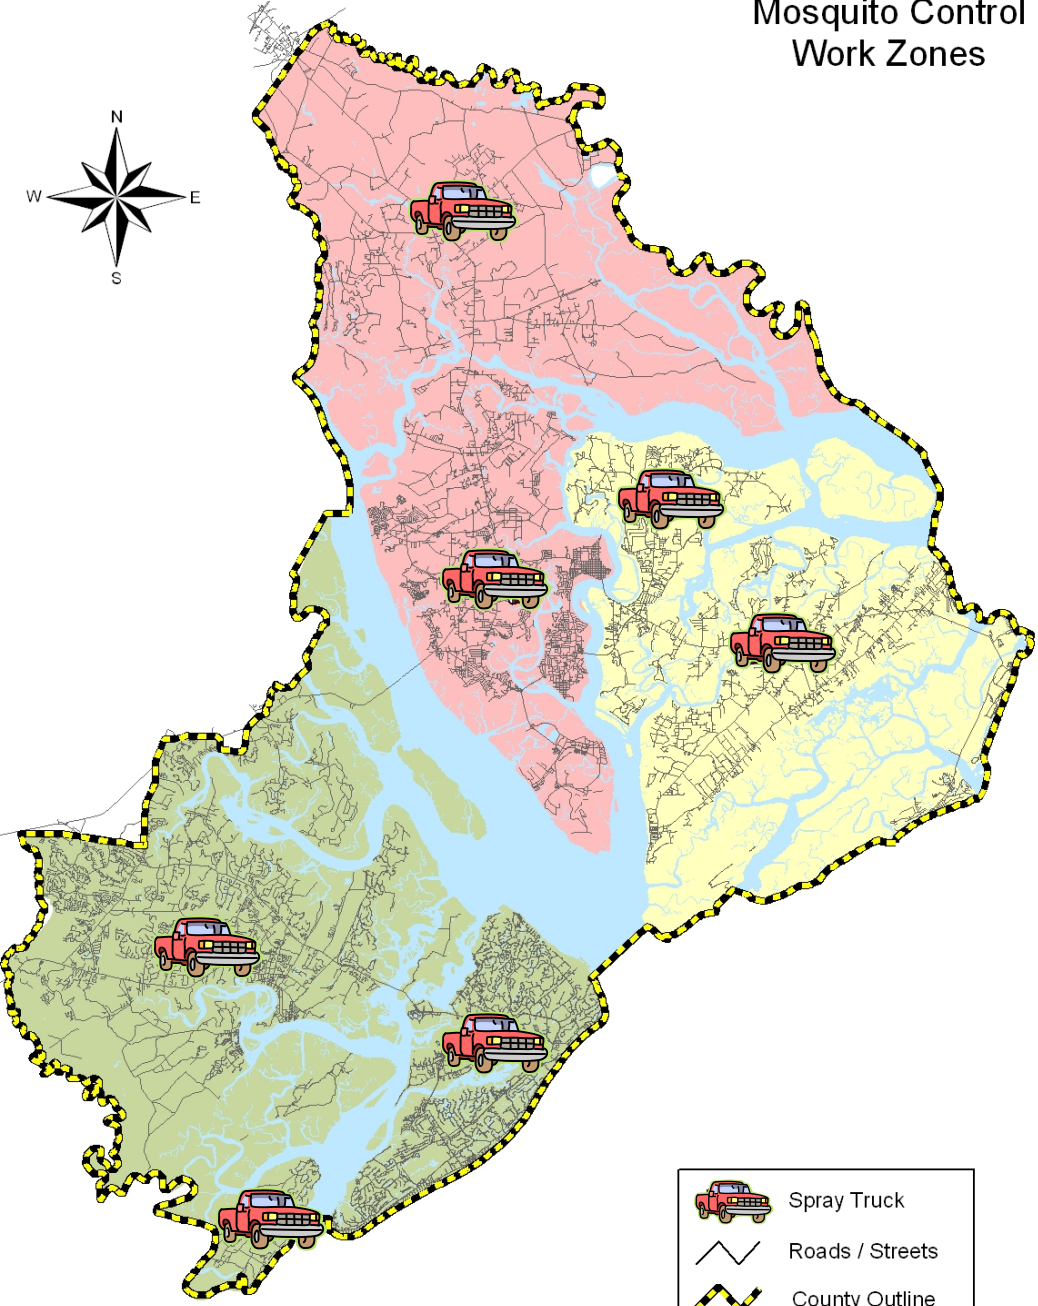 Mosquito Control
Work Zones
N
W
E
S
Spray Truck
Roads / Streets
County Outline